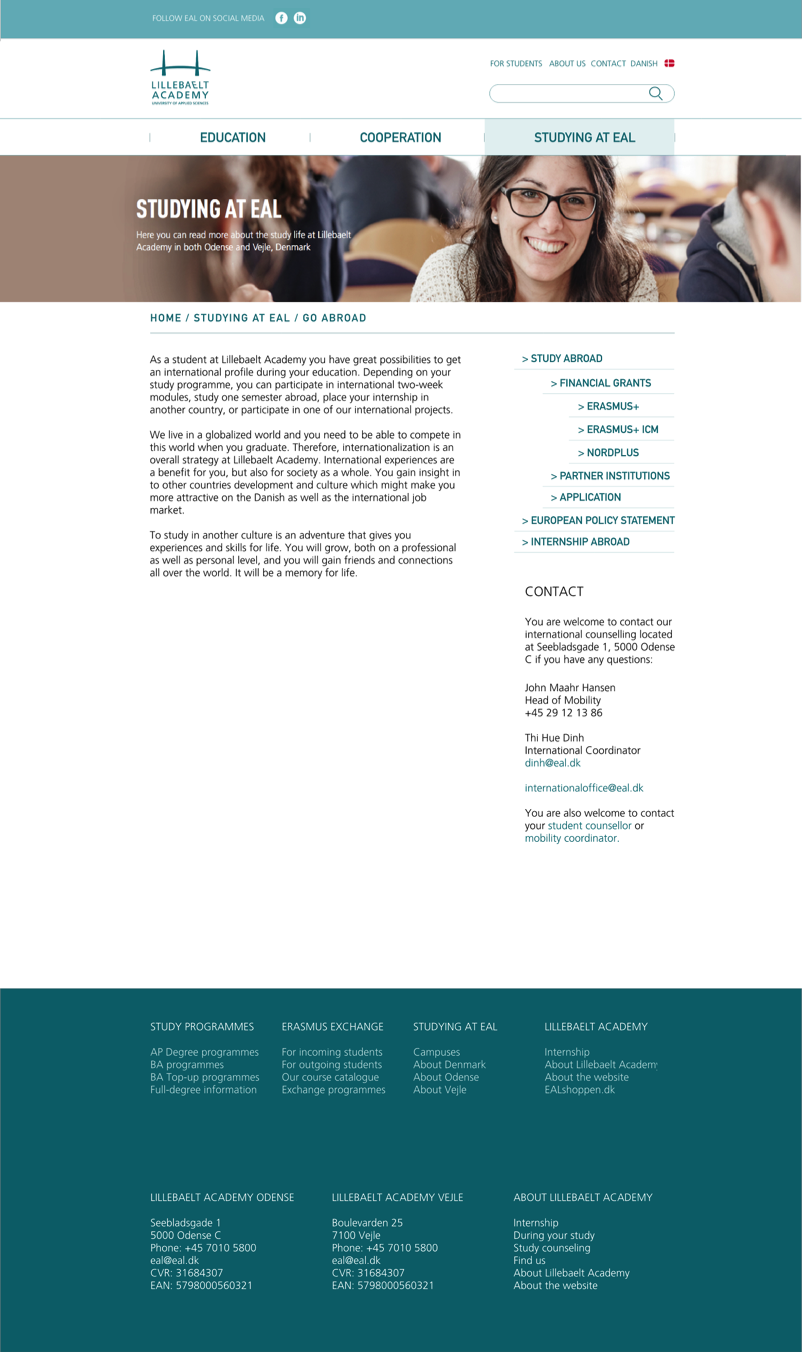 FOLLOW EAL ON SOCIAL MEDIA
f in
LILLEBAELT
ACADEMY
UNIVERSITY OF APPLIED SCIENCES
FOR STUDENTS ABOUT US CONTACT DANISH
EDUCATION COOPERATION STUDYING AT EAL
STUDYING AT EAL
Here you can read more about the study life at Lillebaelt
Academy in both Odense and Vejle, Denmark
HOME / STUDYING AT EAL / GO ABROAD
As a student at Lillebaelt Academy you have great possibilities to get
an international profile during your education. Depending on your
study programme, you can participate in international two-week
modules, study one semester abroad, place your internship in
another country, or participate in one of our international projects.
We live in a globalized world and you need to be able to compete in
this world when you graduate. Therefore, internationalization is an
overall strategy at Lillebaelt Academy. International experiences are
a benefit for you, but also for society as a whole. You gain insight in
to other countries development and culture which might make you
more attractive on the Danish as well as the international job
market.
To study in another culture is an adventure that gives you
experiences and skills for life. You will grow, both on a professional
as well as personal level, and you will gain friends and connections
all over the world. It will be a memory for life.
> STUDY ABROAD
> FINANCIAL GRANTS
> ERASMUS+
> ERASMUS+ ICM
> NORDPLUS
> PARTNER INSTITUTIONS
> APPLICATION
> EUROPEAN POLICY STATEMENT
> INTERNSHIP ABROAD
CONTACT
You are welcome to contact our
international counselling located
at Seebladsgade 1, 5000 Odense
C if you have any questions:
John Maahr Hansen
Head of Mobility
+45 29 12 13 86
Thi Hue Dinh
International Coordinator
dinh@eal.dk
internationaloffice@eal.dk
You are also welcome to contact
your student counsellor or
mobility coordinator.
STUDY PROGRAMMES
AP Degree programmes
BA programmes
BA Top-up programmes
Full-degree information
ERASMUS EXCHANGE
For incoming students
For outgoing students
Our course catalogue
Exchange programmes
STUDYING AT EAL
Campuses
About Denmark
About Odense
About Vejle
LILLEBAELT ACADEMY
Internship
About Lillebaelt Academy
About the website
EALshoppen.dk
LILLEBAELT ACADEMY ODENSE
Seebladsgade 1
5000 Odense C
Phone: +45 7010 5800
eal@eal.dk
CVR: 31684307
EAN: 5798000560321
LILLEBAELT ACADEMY VEJLE
Boulevarden 25
7100 Vejle
Phone: +45 7010 5800
eal@eal.dk
CVR: 31684307
EAN: 5798000560321
ABOUT LILLEBAELT ACADEMY
Internship
During your study
Study counseling
Find us
About Lillebaelt Academy
About the website